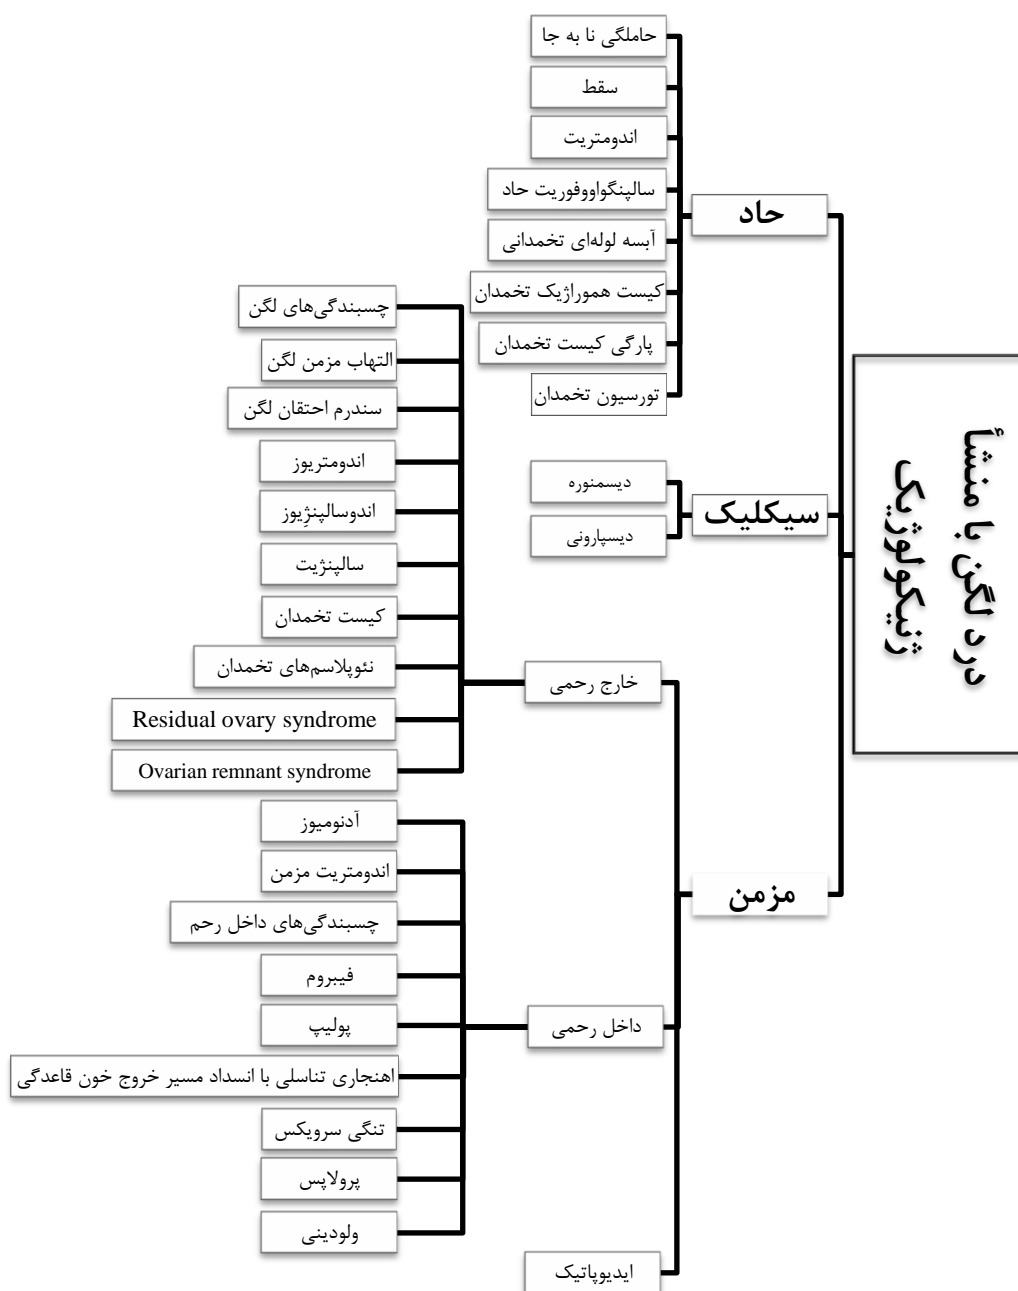 درد لگن با منشأ
ژنیکولوژیک
حاد
حاملگی نا به جا
سقط
اندومتریت
سالپنگواووفوریت حاد
آبسه لوله‌ای تخمدانی
کیست هموراژیک تخمدان
پارگی کیست تخمدان
تورسیون تخمدان
سیکلیک
دیسمنوره
دیسپارونی
مزمن
خارج رحمی
چسبندگی‌های لگن
التهاب مزمن لگن
سندرم احتقان لگن
اندومتریوز
اندوسالپنژِیوز
سالپنژیت
کیست تخمدان
نئوپلاسم‌های تخمدان
Residual ovary syndrome
Ovarian remnant syndrome
داخل رحمی
آدنومیوز
اندومتریت مزمن
چسبندگی‌های داخل رحم
فیبروم
پولیپ
اهنجاری تناسلی با انسداد مسیر خروج خون قاعدگی
تنگی سرویکس
پرولاپس
ولودینی
ایدیوپاتیک